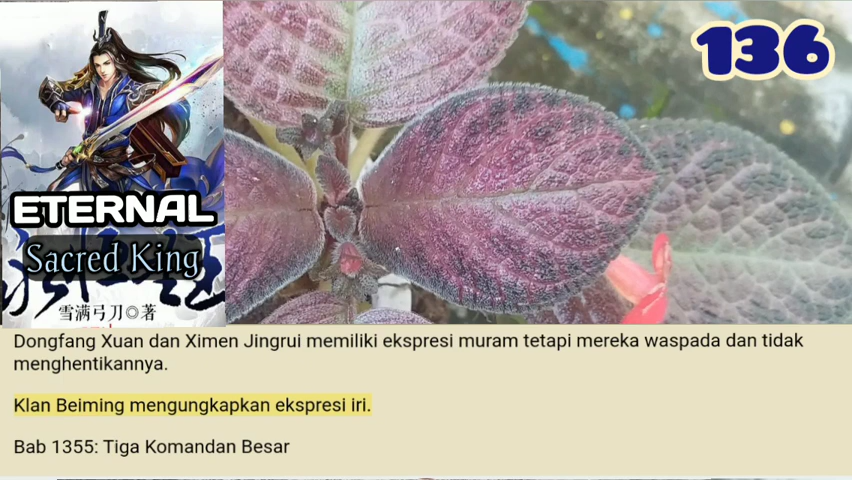 136
ETERNAL
Sacred King
雪满弓刀◎著
Dongfang Xuan dan Ximen Jingrui memiliki ekspresi muram tetapi mereka waspada dan tidak
menghentikannya.
Klan Beiming mengungkapkan ekspresi iri.
Bab 1355: Tiga Komandan Besar